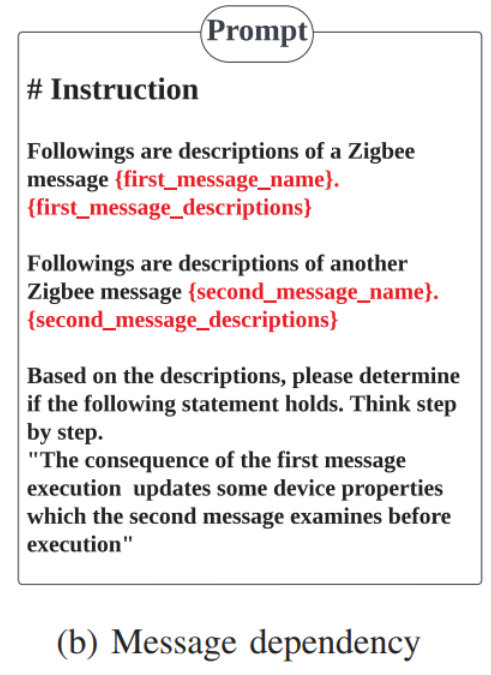 Prompt
# Instruction
Followings are descriptions of a Zigbee
message {first_message_name}.
{first_message_descriptions}
Followings are descriptions of another
Zigbee message {second_message_name}.
{second_message_descriptions}
Based on the descriptions, please determine
if the following statement holds. Think step
by step.
"The consequence of the first message
execution  updates some device properties
which the second message examines before
execution"
(b) Message dependency